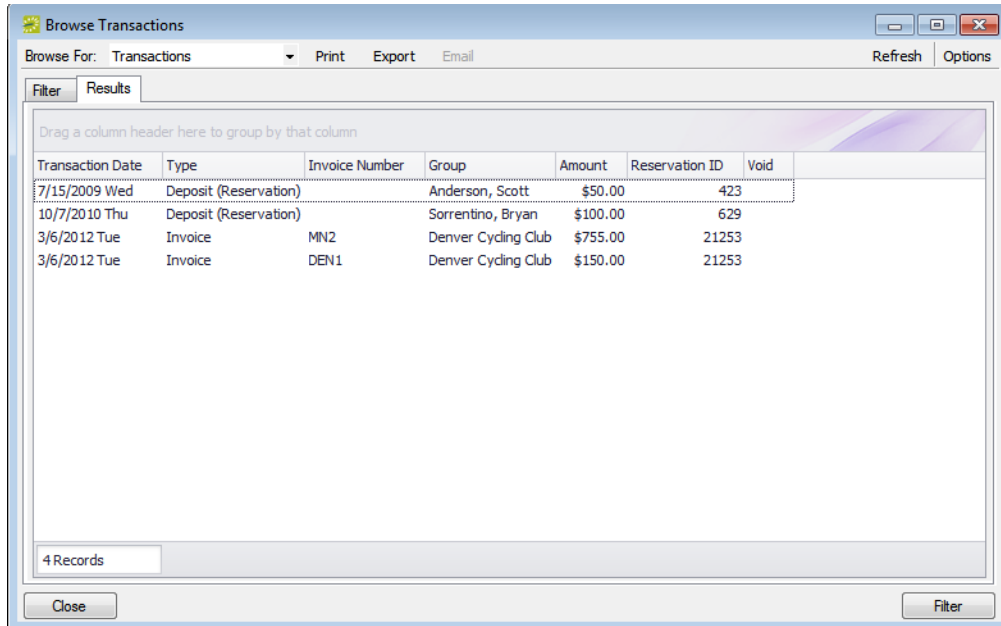 Browse Transactions
Browse For: Transactions Print Export Email Refresh Options
Filter Results
Drag a column header here to group by that column
Transaction Date Type Invoice Number Group Amount Reservation ID Void
7/15/2009 Wed Deposit (Reservation) Anderson, Scott $50.00 423
10/7/2010 Thu Deposit (Reservation) Sorrentino, Bryan $100.00 629
3/6/2012 Tue Invoice MN2 Denver Cycling Club $755.00 21253
3/6/2012 Tue Invoice DEN1 Denver Cycling Club $150.00 21253
4 Records
Close Filter